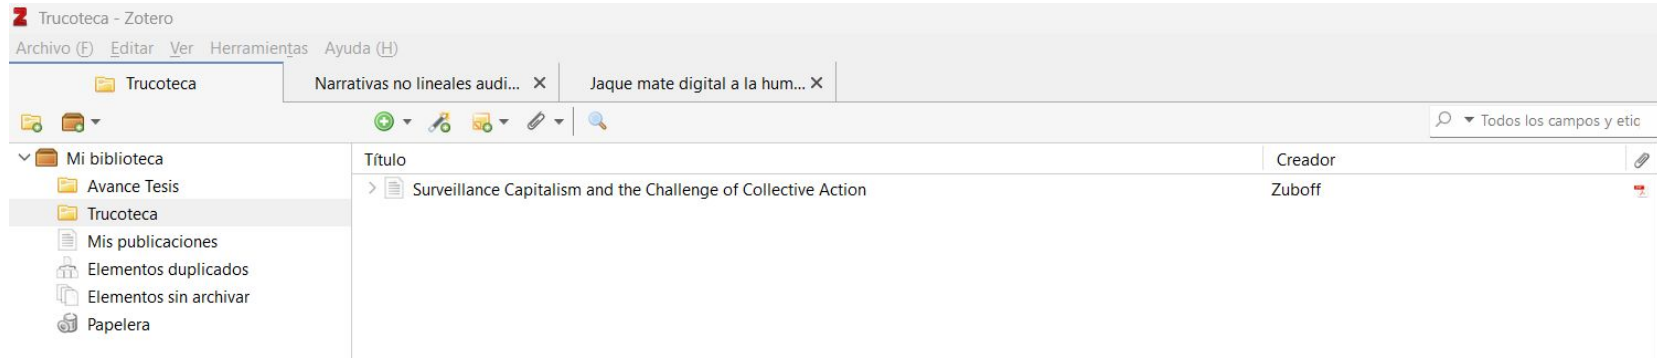 Trucoteca - Zotero
Archivo (F) Editar Ver Herramientas Ayuda (H)
Trucoteca Narrativas no lineales audi... Jaque mate digital a la hum...
Todos los campos y etic
Mi biblioteca Título Creador
Avance Tesis Surveillance Capitalism and the Challenge of Collective Action Zuboff
Trucoteca
Mis publicaciones
Elementos duplicados
Elementos sin archivar
Papelera